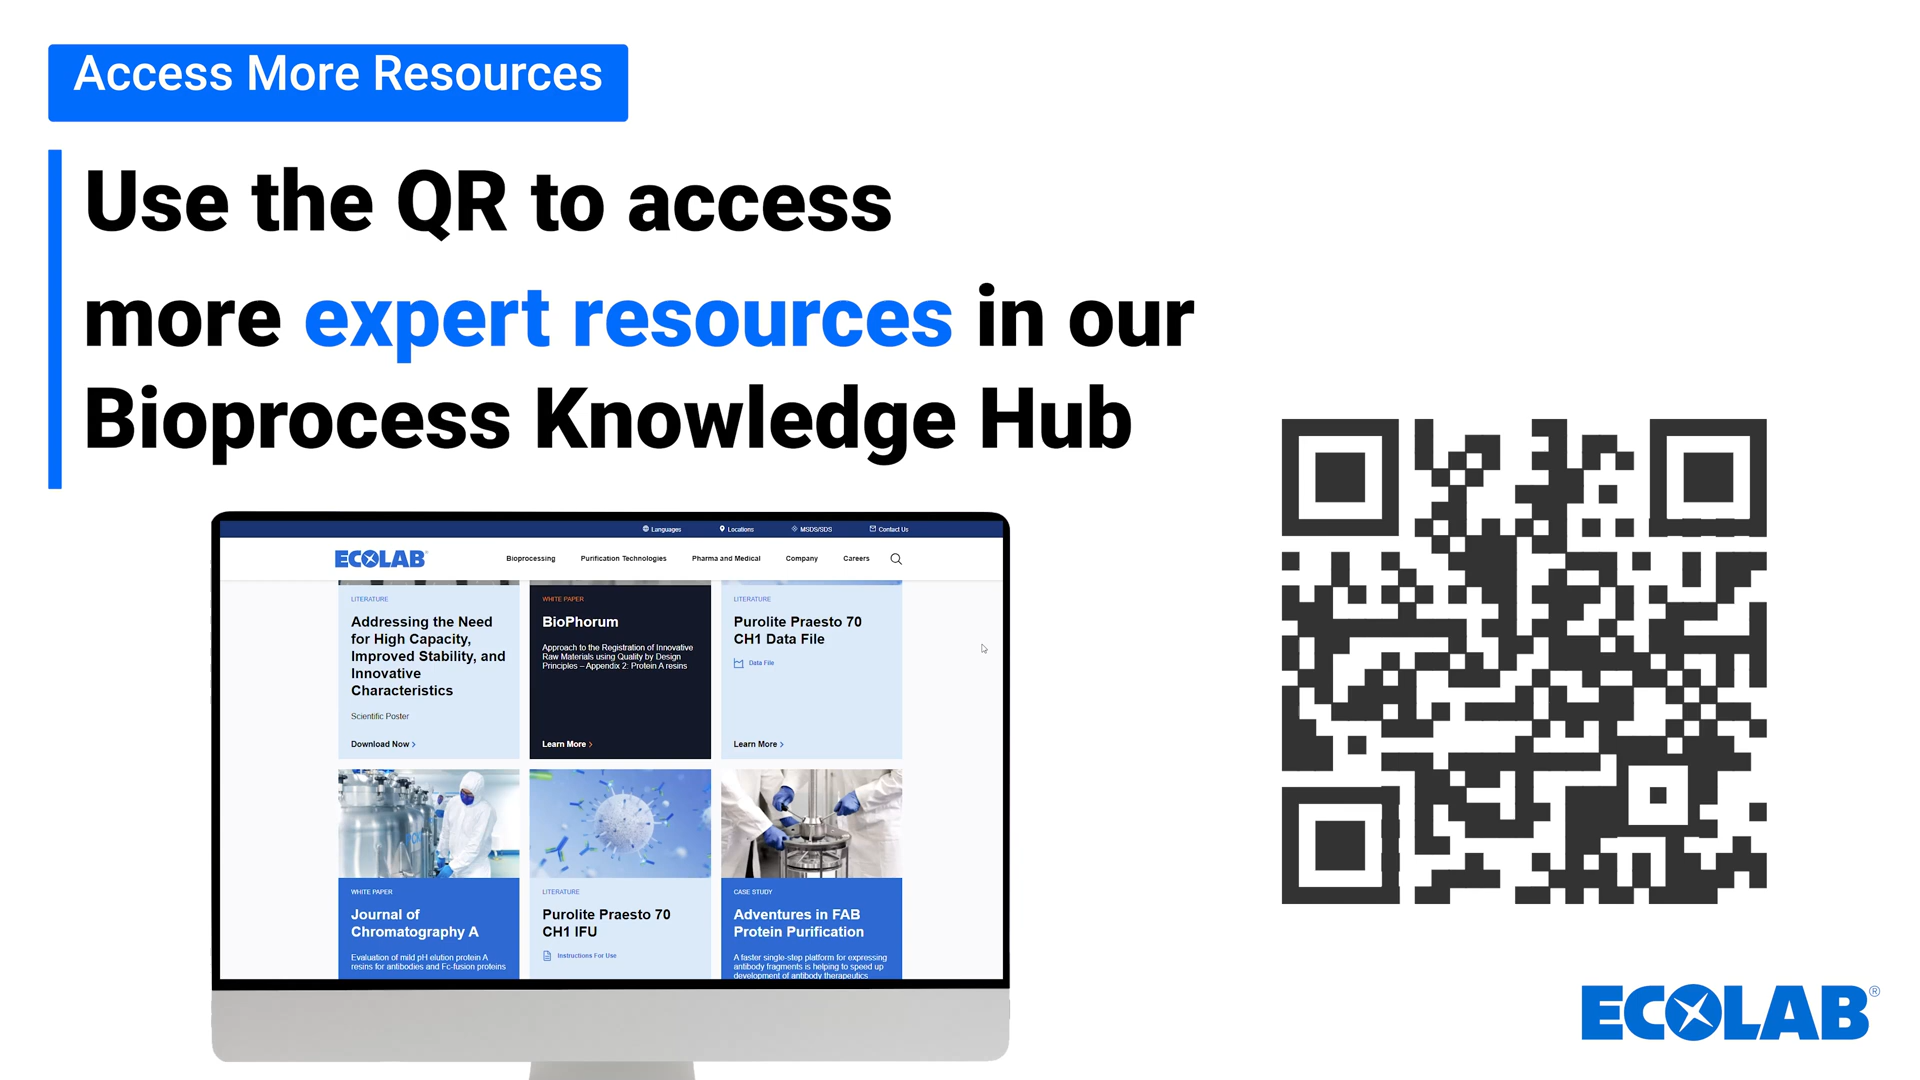 Access More Resources
Use the QR to access
more expert resources in our
Bioprocess Knowledge Hub
Languages
Locations
MSDS/SDS
Contact Us
ECOLAB
Bioprocessing
Purification Technologies
Pharma and Medical
Company
Careers
LITERATURE
Addressing the Need
for High Capacity,
Improved Stability, and
Innovative
Characteristics
Scientific Poster
Download Now >
WHITE PAPER
BioPhorum
Approach to the Registration of Innovative
Raw Materials using Quality by Design
Principles – Appendix 2: Protein A resins
Learn More >
LITERATURE
Purolite Praesto 70
CH1 Data File
Data File
Learn More >
WHITE PAPER
Journal of
Chromatography A
Evaluation of mild pH elution protein A
resins for antibodies and Fc-fusion proteins
LITERATURE
Purolite Praesto 70
CH1 IFU
Instructions For Use
CASE STUDY
Adventures in FAB
Protein Purification
A faster single-step platform for expressing
antibody fragments is helping to speed up
development of antibody therapeutics
ECOLAB®